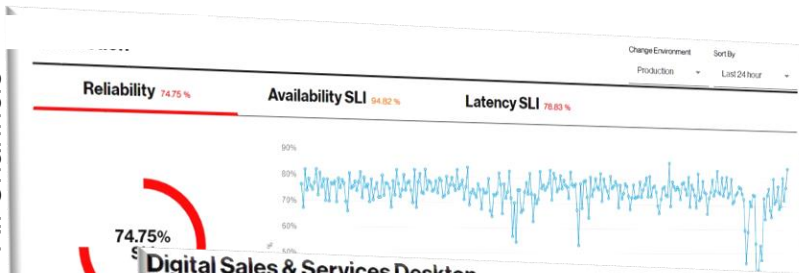 Change Environment
Sort By
Production
Last 24 hour
Reliability 74.75 %
Availability SLI 94.82 %
Latency SLI 78.83 %
90%
80%
70%
60%
50%
74.75%
Digital Sales & Services Desktop